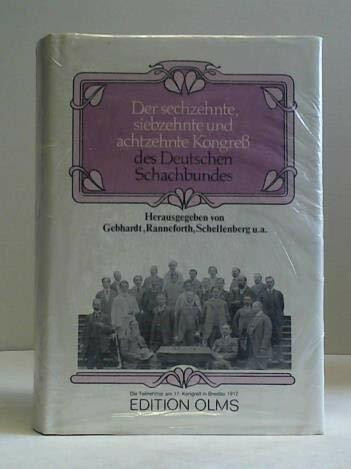 Der sechzehnte,
siebzehnte und
achtzehnte Kongreß
des Deutschen
Schachbundes
Herausgegeben von
Gebhardt, Ranneforth, Schellenberg u.a.
Die Teilnehmer am 17. Kongreß in Breslau 1912
EDITION OLMS